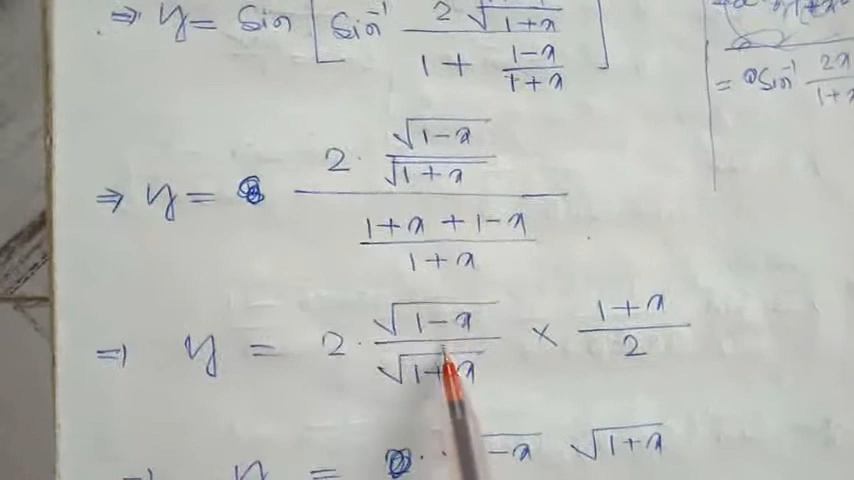 ⇒ y = Sin [ Sin⁻¹ (2 √(1-x)/(1+x)) / (1 + (1-x)/(1+x)) ]
= Sin⁻¹ 2x/1+
⇒ y = (2 · √(1-x)/√(1+x)) / ((1+x+1-x)/(1+x))
⇒ y = 2 · √(1-x)/√(1+x) × (1+x)/2
⇒ y = -x √(1+x)